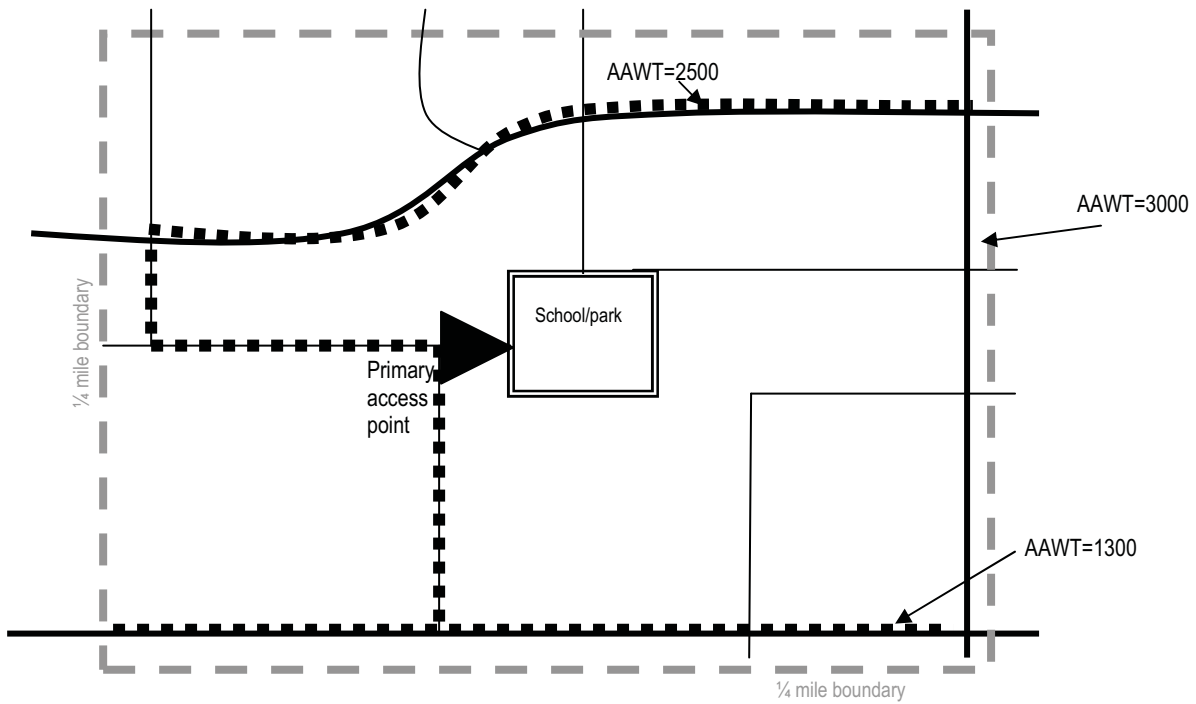 AAWT=2500
AAWT=3000
¼ mile boundary
School/park
Primary
access
point
AAWT=1300
¼ mile boundary